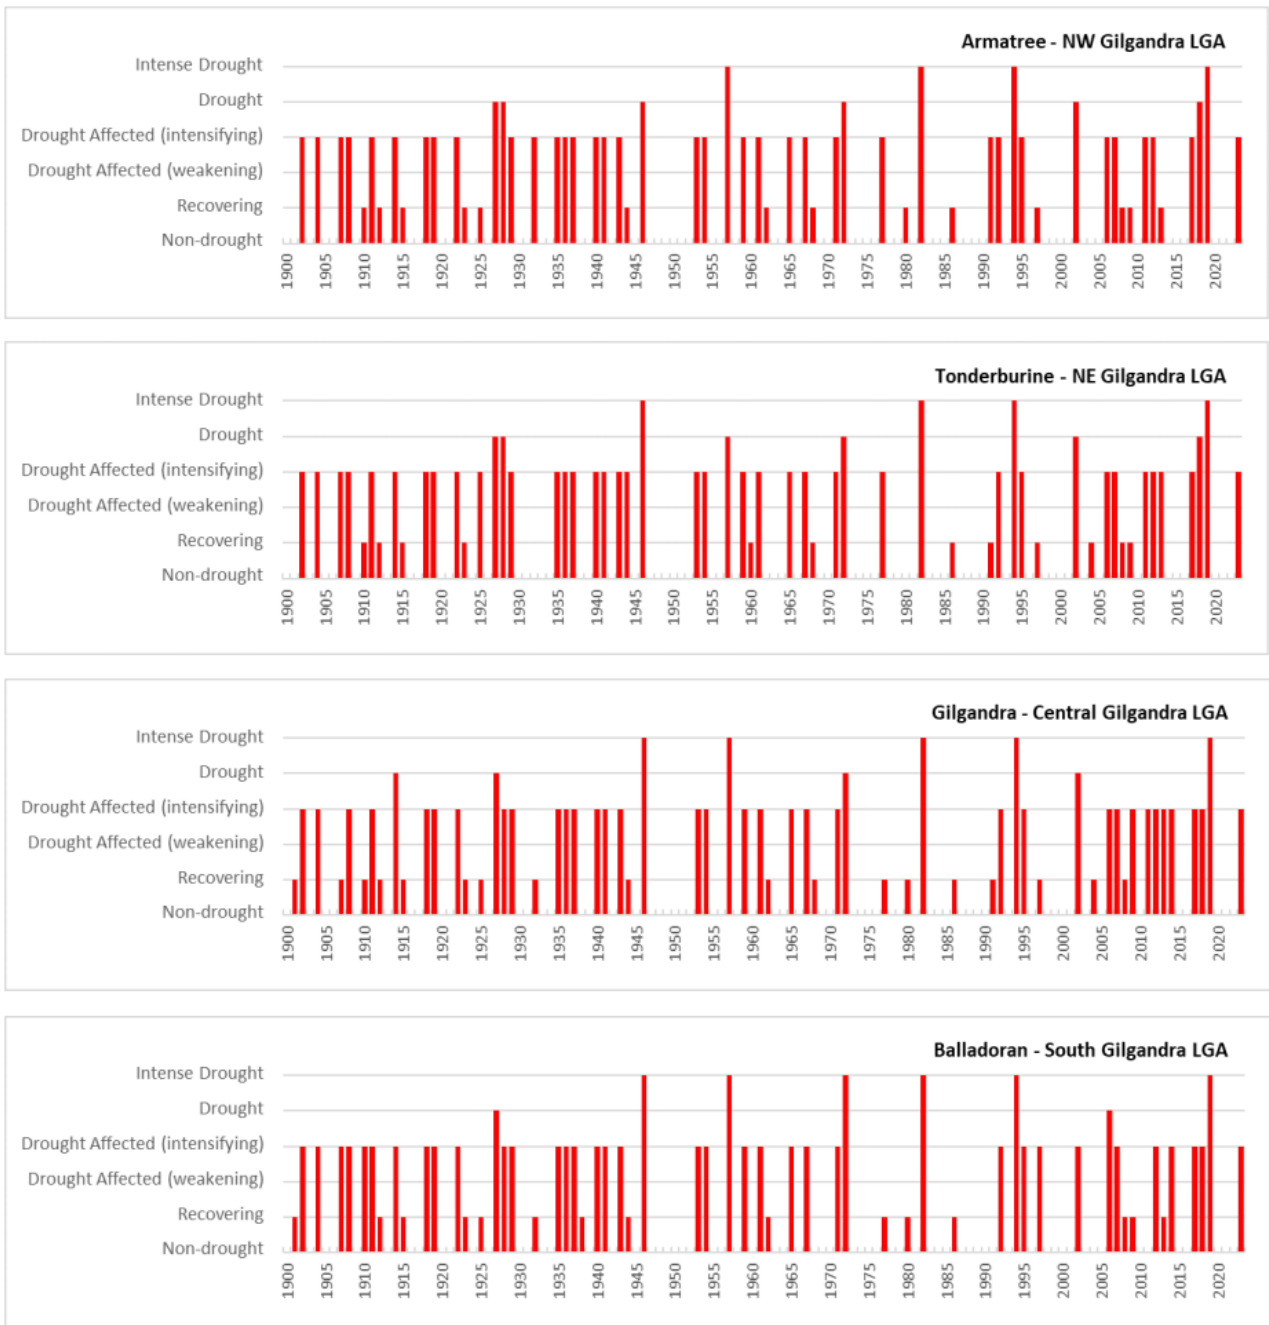 Armatree - NW Gilgandra LGA
Intense Drought
Drought
Drought Affected (intensifying)
Drought Affected (weakening)
Recovering
Non-drought
1900 1905 1910 1915 1920 1925 1930 1935 1940 1945 1950 1955 1960 1965 1970 1975 1980 1985 1990 1995 2000 2005 2010 2015 2020
Tonderburine - NE Gilgandra LGA
Intense Drought
Drought
Drought Affected (intensifying)
Drought Affected (weakening)
Recovering
Non-drought
1900 1905 1910 1915 1920 1925 1930 1935 1940 1945 1950 1955 1960 1965 1970 1975 1980 1985 1990 1995 2000 2005 2010 2015 2020
Gilgandra - Central Gilgandra LGA
Intense Drought
Drought
Drought Affected (intensifying)
Drought Affected (weakening)
Recovering
Non-drought
1900 1905 1910 1915 1920 1925 1930 1935 1940 1945 1950 1955 1960 1965 1970 1975 1980 1985 1990 1995 2000 2005 2010 2015 2020
Balladoran - South Gilgandra LGA
Intense Drought
Drought
Drought Affected (intensifying)
Drought Affected (weakening)
Recovering
Non-drought
1900 1905 1910 1915 1920 1925 1930 1935 1940 1945 1950 1955 1960 1965 1970 1975 1980 1985 1990 1995 2000 2005 2010 2015 2020